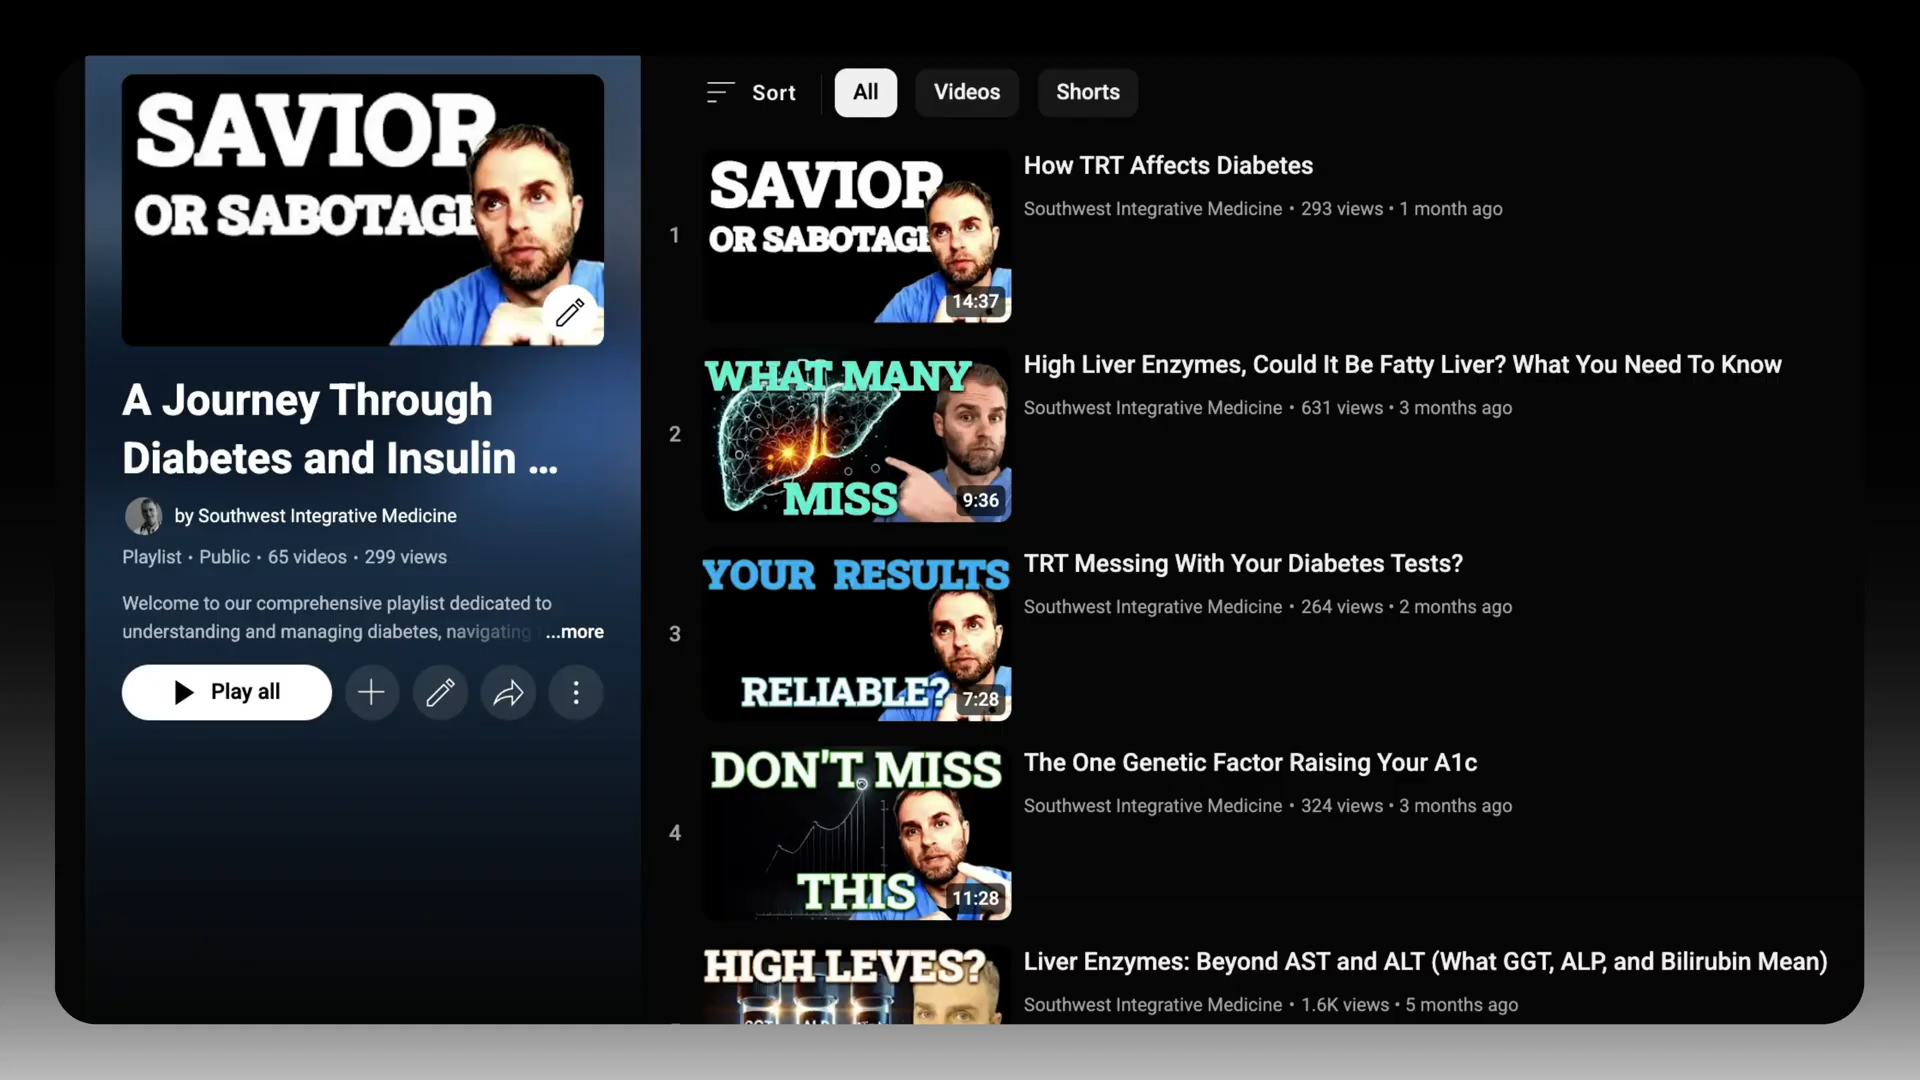 SAVIOR
OR SABOTAGE
A Journey Through
Diabetes and Insulin ...
by Southwest Integrative Medicine
Playlist • Public • 65 videos • 299 views
Welcome to our comprehensive playlist dedicated to
understanding and managing diabetes, navigating ...more
Play all
Sort
All
Videos
Shorts
1
SAVIOR
OR SABOTAGE
14:37
How TRT Affects Diabetes
Southwest Integrative Medicine • 293 views • 1 month ago
2
WHAT MANY
MISS
9:36
High Liver Enzymes, Could It Be Fatty Liver? What You Need To Know
Southwest Integrative Medicine • 631 views • 3 months ago
3
YOUR RESULTS
RELIABLE?
7:28
TRT Messing With Your Diabetes Tests?
Southwest Integrative Medicine • 264 views • 2 months ago
4
DON'T MISS
THIS
11:28
The One Genetic Factor Raising Your A1c
Southwest Integrative Medicine • 324 views • 3 months ago
HIGH LEVES?
Liver Enzymes: Beyond AST and ALT (What GGT, ALP, and Bilirubin Mean)
Southwest Integrative Medicine • 1.6K views • 5 months ago